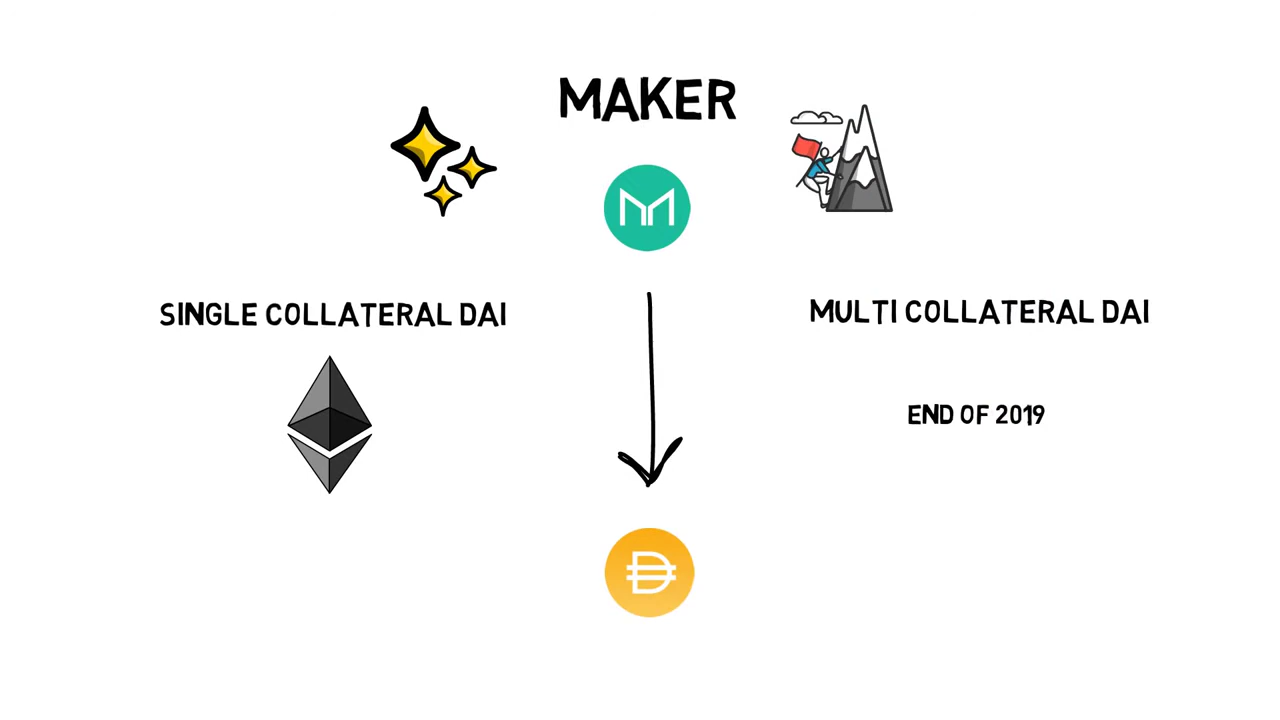 MAKER
SINGLE COLLATERAL DAI
MULTI COLLATERAL DAI
END OF 2019